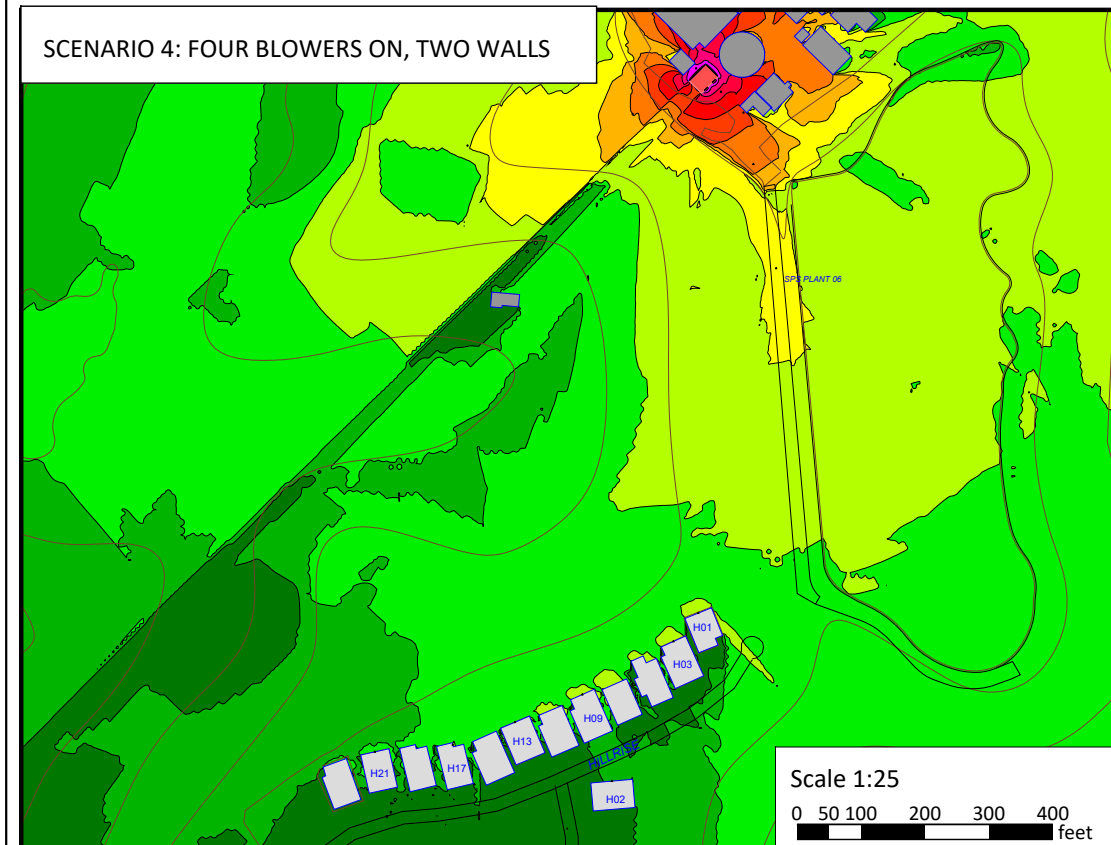 SCENARIO 4: FOUR BLOWERS ON, TWO WALLS
SPS PLANT 06
H01
H03
H09
H13
H17
H21
HILLRISE
H02
Scale 1:25
0 50 100 200 300 400
feet